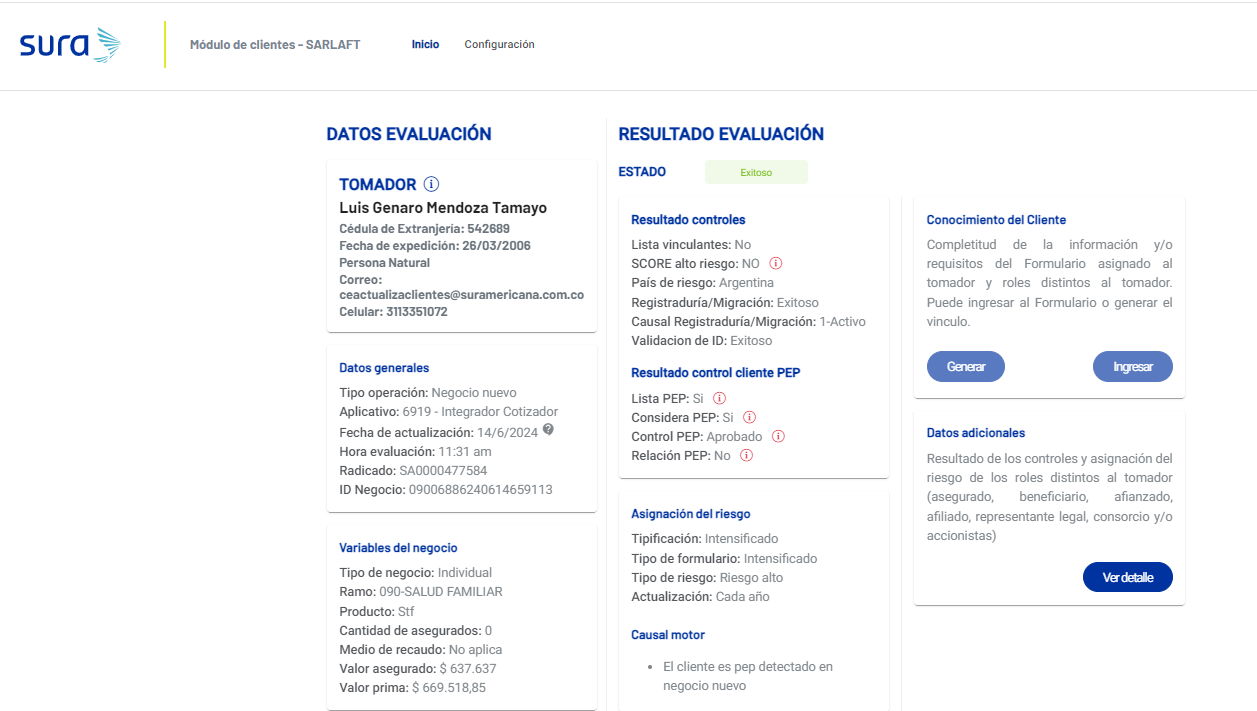 sura
Módulo de clientes - SARLAFT
Inicio
Configuración
DATOS EVALUACIÓN
TOMADOR
Luis Genaro Mendoza Tamayo
Cédula de Extranjería: 542689
Fecha de expedición: 26/03/2006
Persona Natural
Correo:
ceactualizaclientes@suramericana.com.co
Celular: 3113351072
Datos generales
Tipo operación: Negocio nuevo
Aplicativo: 6919 - Integrador Cotizador
Fecha de actualización: 14/6/2024
Hora evaluación: 11:31 am
Radicado: SA0000477584
ID Negocio: 09006886240614659113
Variables del negocio
Tipo de negocio: Individual
Ramo: 090-SALUD FAMILIAR
Producto: Stf
Cantidad de asegurados: 0
Medio de recaudo: No aplica
Valor asegurado: $ 637.637
Valor prima: $ 669.518,85
RESULTADO EVALUACIÓN
ESTADO
Exitoso
Resultado controles
Lista vinculantes: No
SCORE alto riesgo: NO
País de riesgo: Argentina
Registraduría/Migración: Exitoso
Causal Registraduría/Migración: 1-Activo
Validacion de ID: Exitoso
Resultado control cliente PEP
Lista PEP: Si
Considera PEP: Si
Control PEP: Aprobado
Relación PEP: No
Asignación del riesgo
Tipificación: Intensificado
Tipo de formulario: Intensificado
Tipo de riesgo: Riesgo alto
Actualización: Cada año
Causal motor
• El cliente es pep detectado en
negocio nuevo
Conocimiento del Cliente
Completitud de la información y/o
requisitos del Formulario asignado al
tomador y roles distintos al tomador.
Puede ingresar al Formulario o generar el
vinculo.
Generar
Ingresar
Datos adicionales
Resultado de los controles y asignación del
riesgo de los roles distintos al tomador
(asegurado, beneficiario, afianzado,
afiliado, representante legal, consorcio y/o
accionistas)
Ver detalle